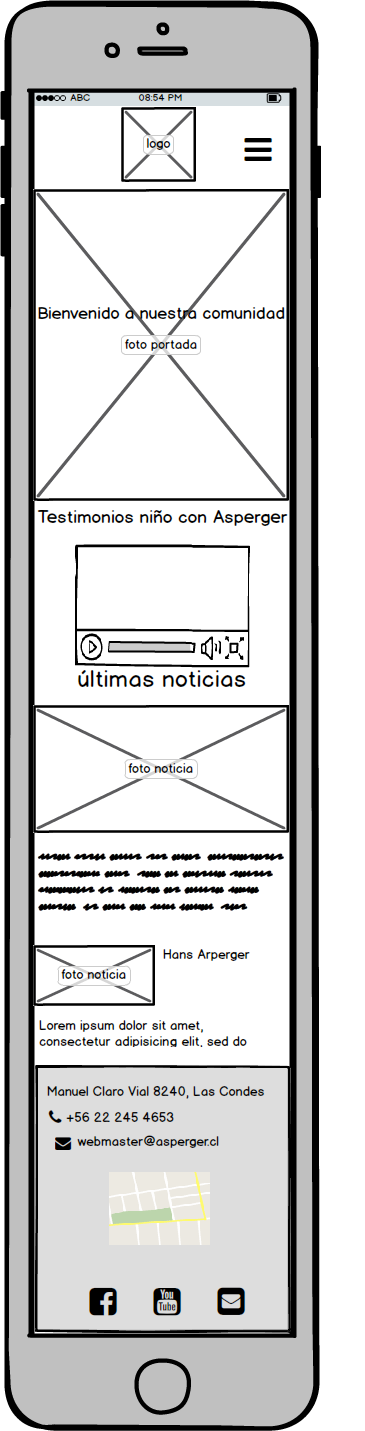 ABC 08:54 PM
logo
Bienvenido a nuestra comunidad
foto portada
Testimonios niño con Asperger
últimas noticias
foto noticia
foto noticia
Hans Arperger
Lorem ipsum dolor sit amet,
consectetur adipisicing elit, sed do
Manuel Claro Vial 8240, Las Condes
+56 22 245 4653
webmaster@asperger.cl
You
Tube